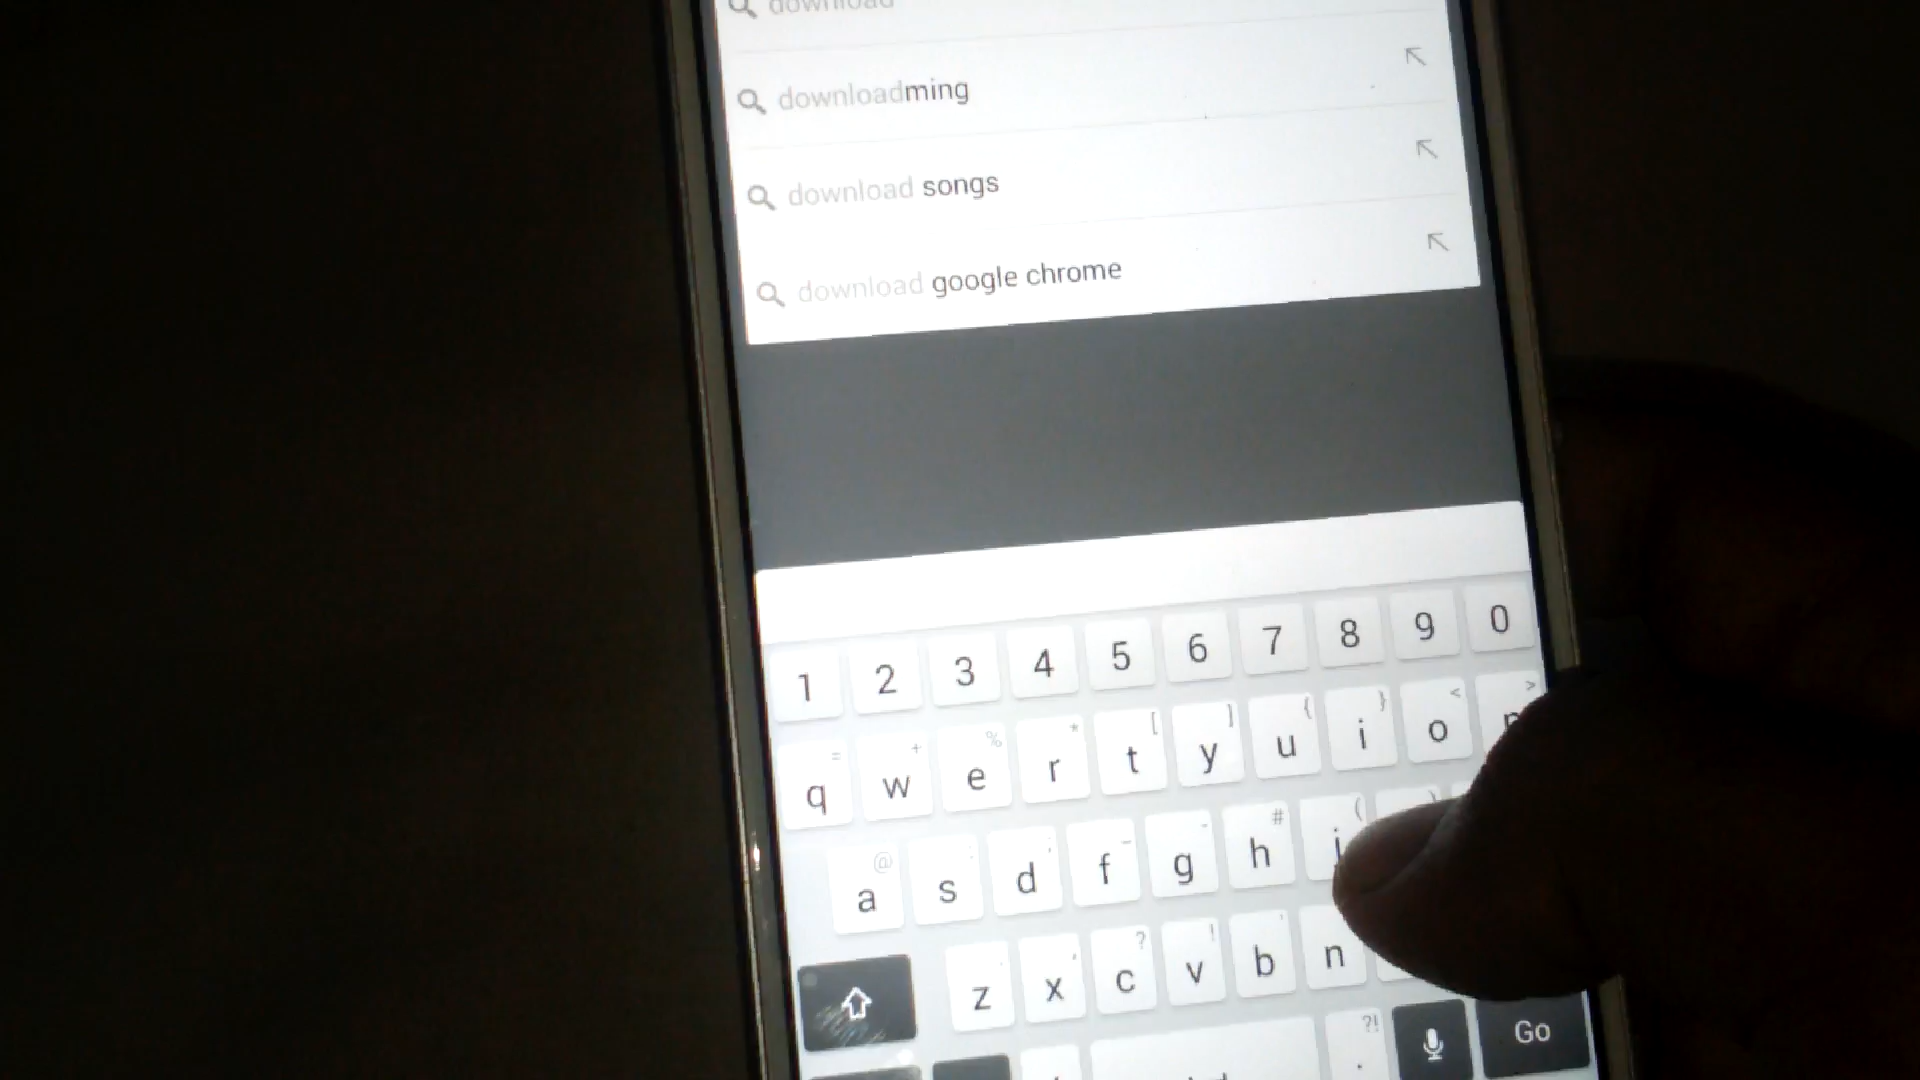 download
downloadming
download songs
download google chrome
1 2 3 4 5 6 7 8 9 0
= + % * [ ] { } < >
q w e r t y u i o p
@ # (
a s d f g h j
? !
z x c v b n
?!
. Go